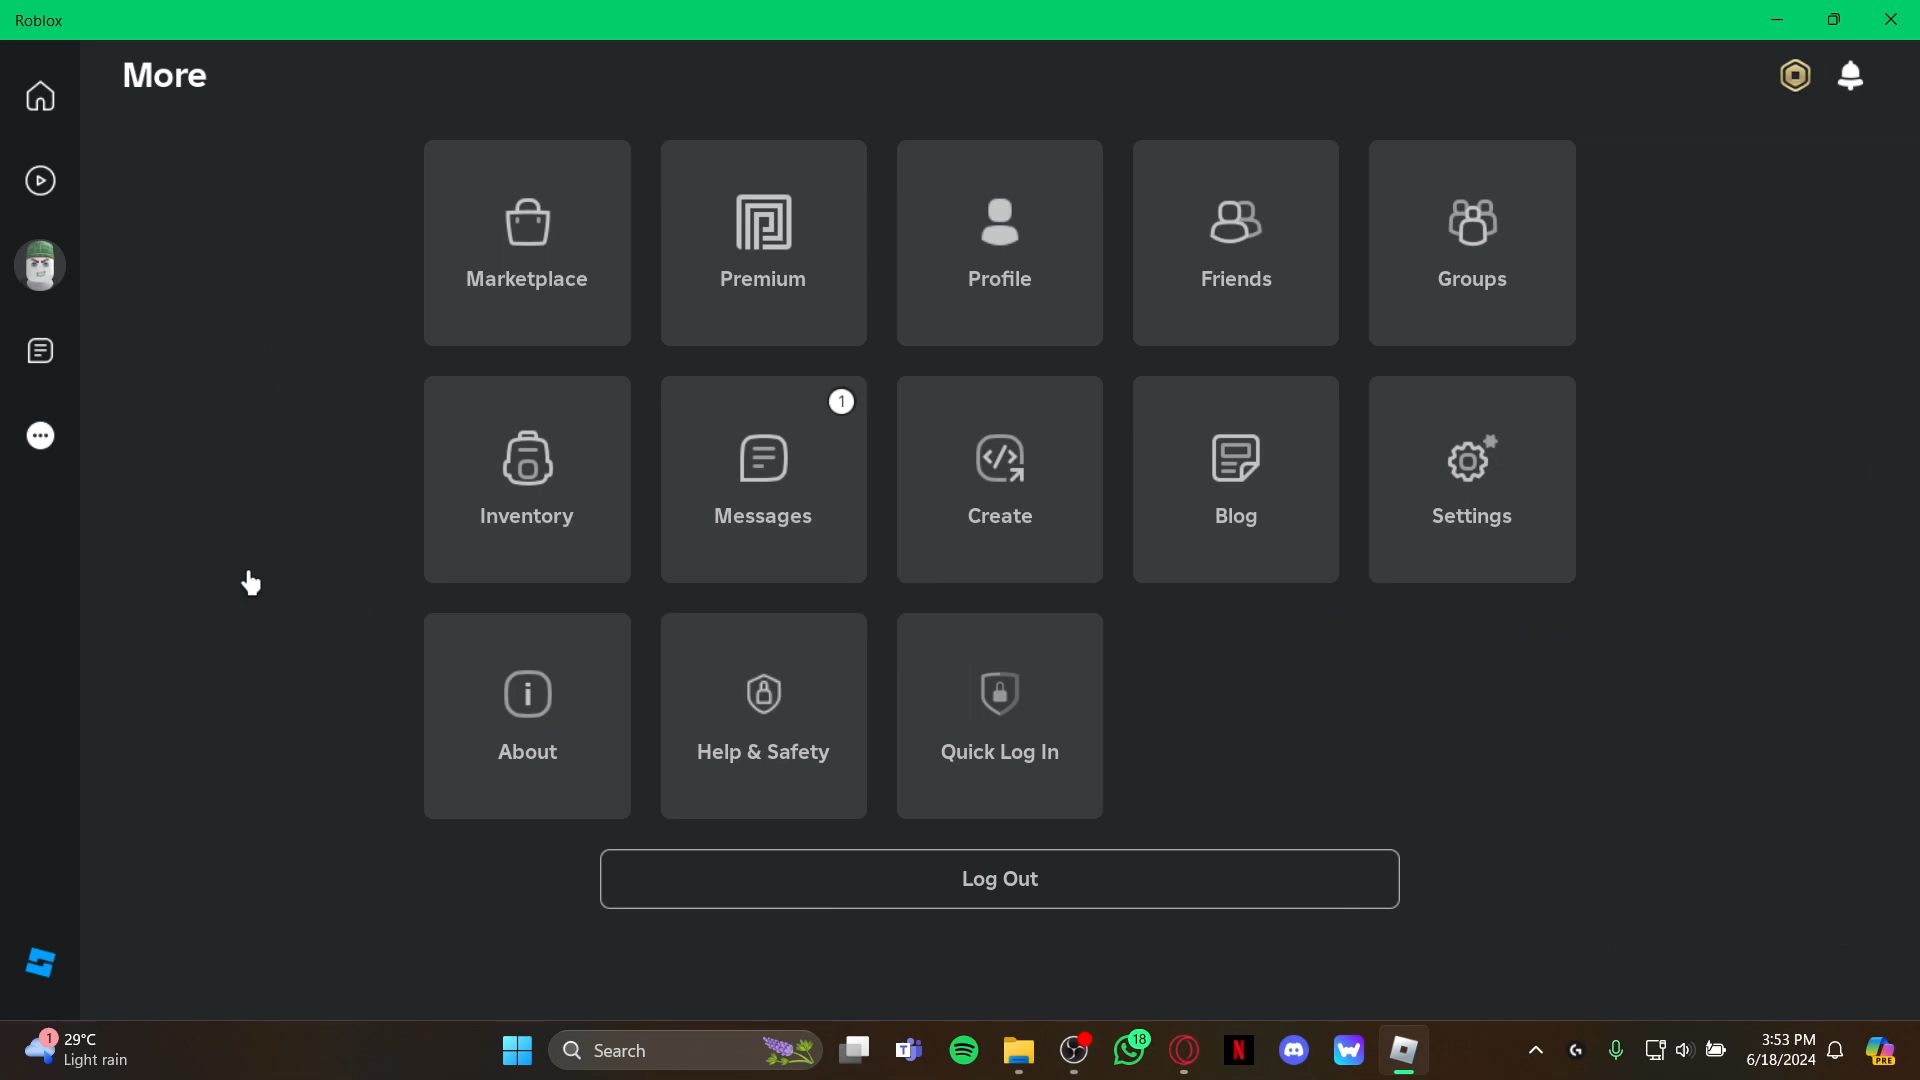 Roblox
More
Marketplace
Premium
Profile
Friends
Groups
Inventory
1
Messages
Create
Blog
Settings
About
Help & Safety
Quick Log In
Log Out
1
29°C
Light rain
Search
18
3:53 PM
6/18/2024
PRE